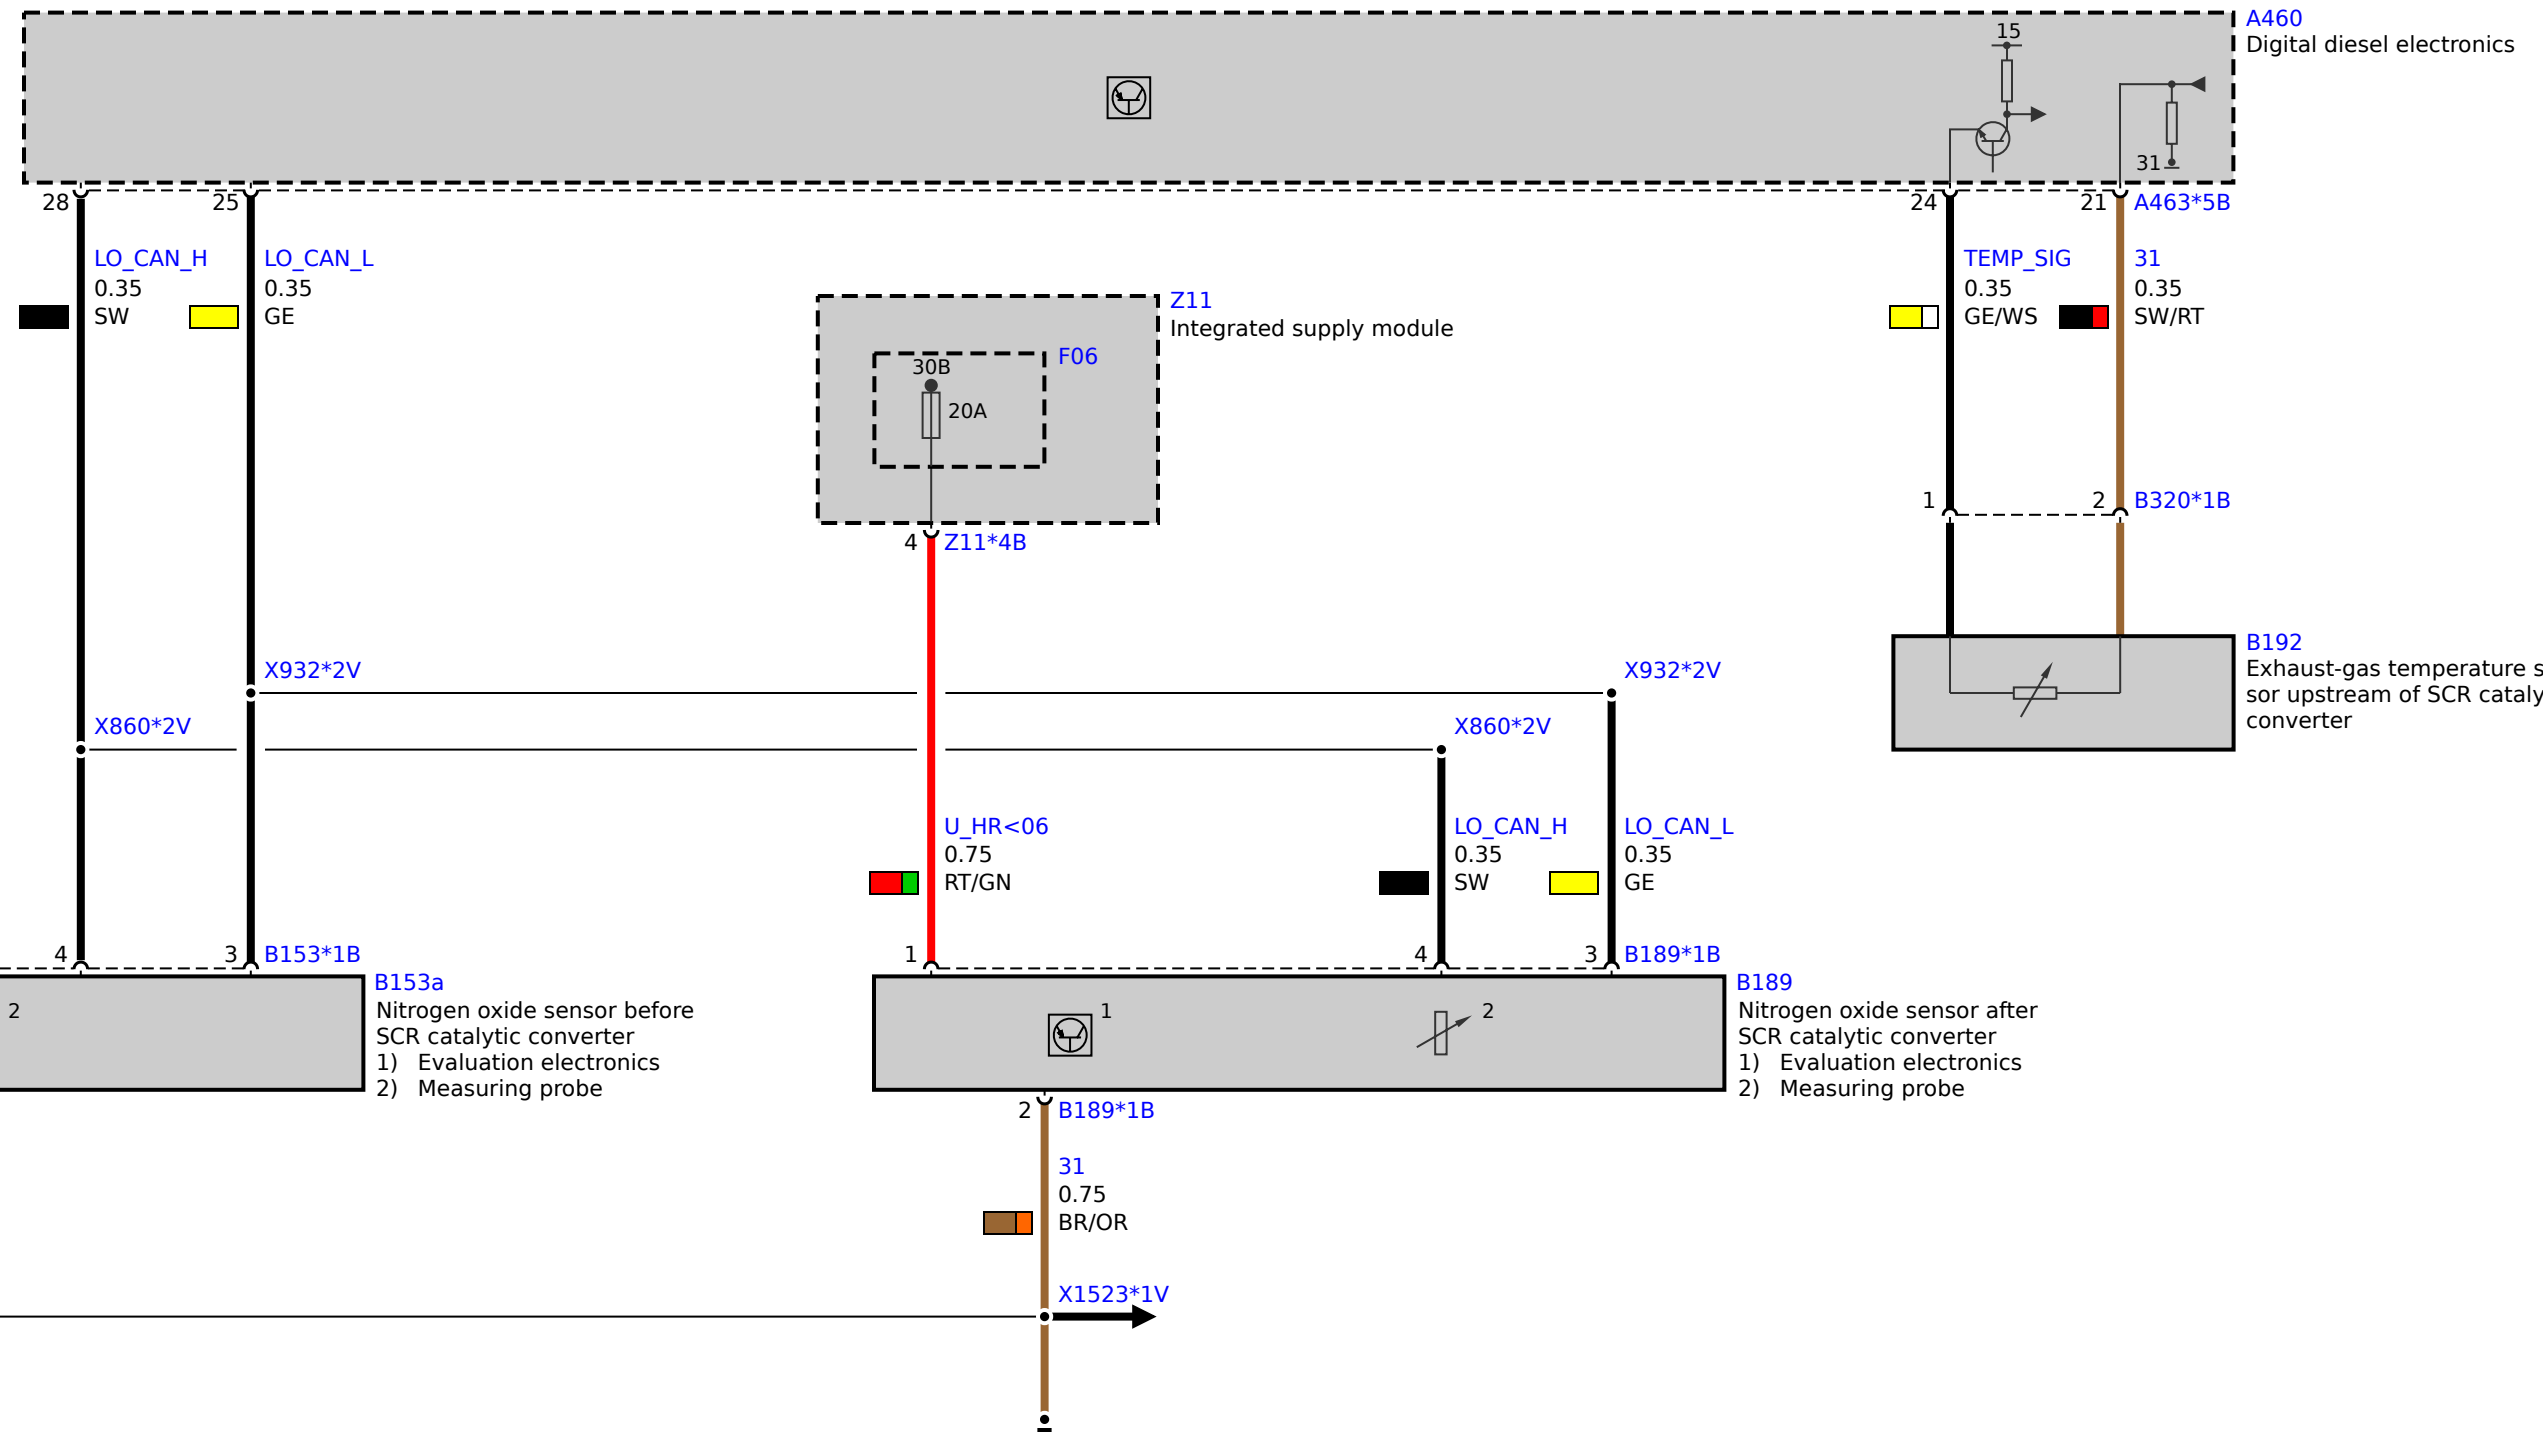 A460
Digital diesel electronics
15
31
28
25
24
21
A463*5B
LO_CAN_H
0.35
SW
LO_CAN_L
0.35
GE
TEMP_SIG
0.35
GE/WS
31
0.35
SW/RT
Z11
Integrated supply module
F06
30B
20A
4
Z11*4B
1
2
B320*1B
B192
Exhaust-gas temperature s
sor upstream of SCR cataly
converter
X932*2V
X932*2V
X860*2V
X860*2V
U_HR<06
0.75
RT/GN
LO_CAN_H
0.35
SW
LO_CAN_L
0.35
GE
4
3
B153*1B
1
4
3
B189*1B
B153a
Nitrogen oxide sensor before
SCR catalytic converter
1) Evaluation electronics
2) Measuring probe
2
1
2
B189
Nitrogen oxide sensor after
SCR catalytic converter
1) Evaluation electronics
2) Measuring probe
2
B189*1B
31
0.75
BR/OR
X1523*1V